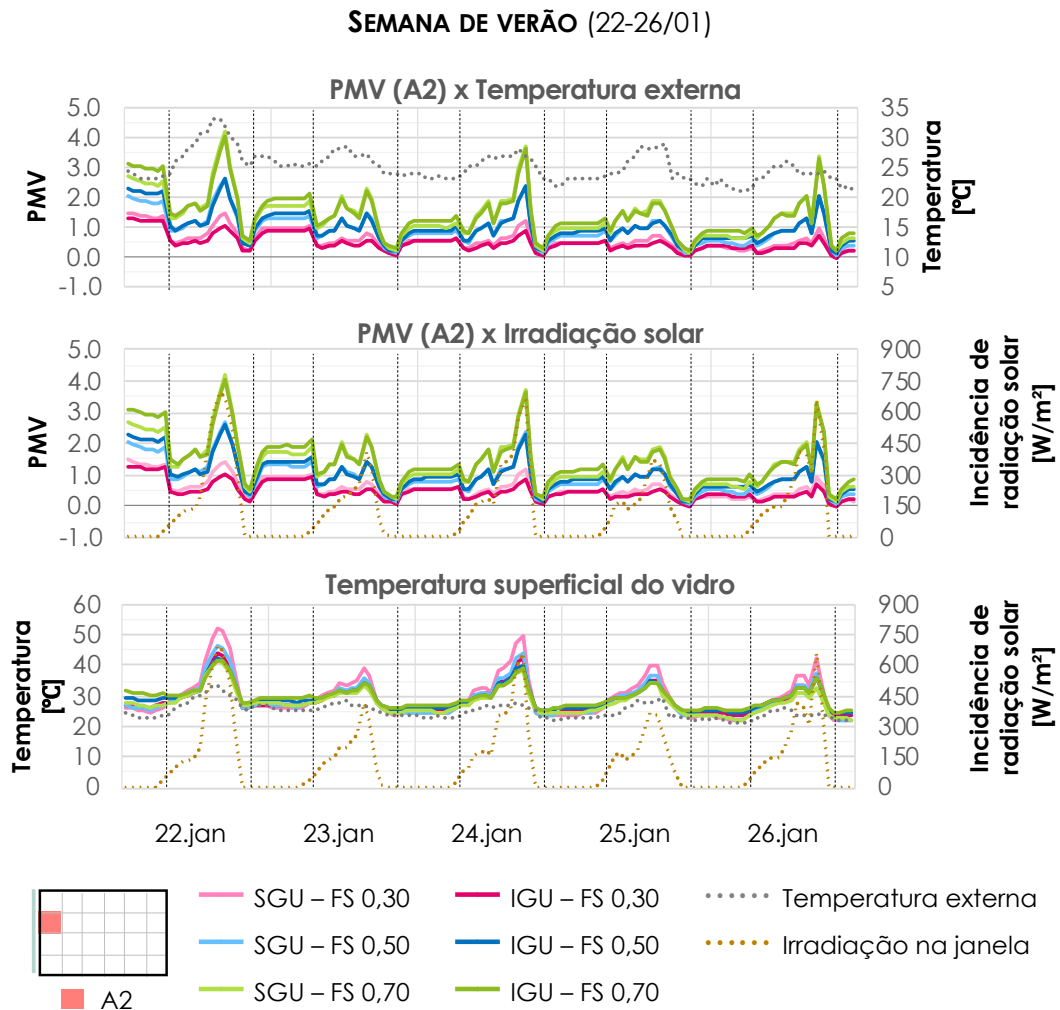 SEMANA DE VERÃO (22-26/01)
PMV (A2) x Temperatura externa
5.0
4.0
3.0
2.0
1.0
0.0
-1.0
PMV
35
30
25
20
15
10
5
Temperatura
[ºC]
PMV (A2) x Irradiação solar
5.0
4.0
3.0
2.0
1.0
0.0
-1.0
PMV
900
750
600
450
300
150
0
Incidência de
radiação solar
[W/m²]
Temperatura superficial do vidro
60
50
40
30
20
10
0
Temperatura
[ºC]
900
750
600
450
300
150
0
Incidência de
radiação solar
[W/m²]
22.jan 23.jan 24.jan 25.jan 26.jan
SGU – FS 0,30 IGU – FS 0,30 Temperatura externa
SGU – FS 0,50 IGU – FS 0,50 Irradiação na janela
SGU – FS 0,70 IGU – FS 0,70
A2